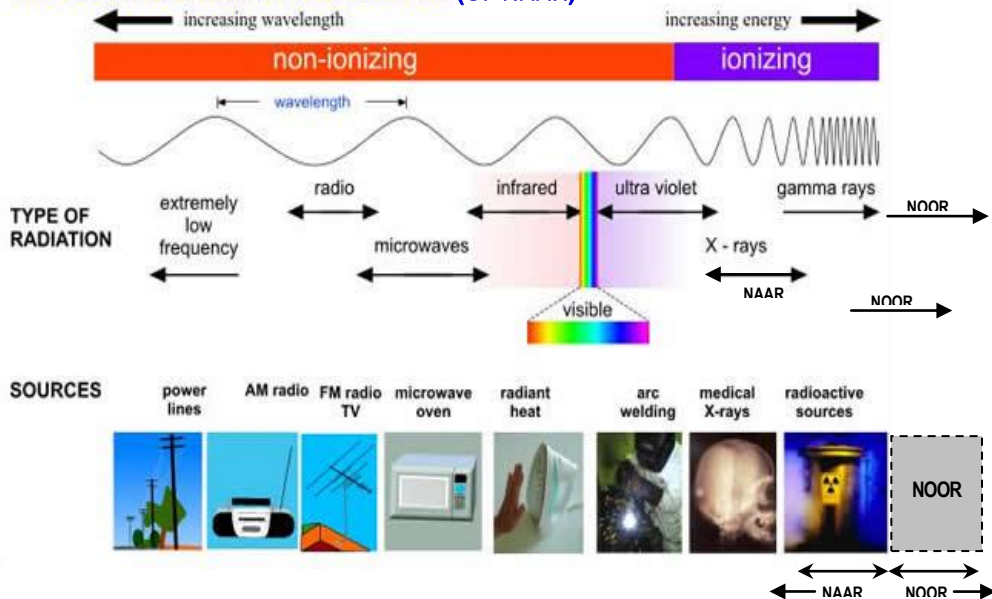 increasing wavelength
increasing energy
non-ionizing
ionizing
wavelength
TYPE OF
RADIATION
extremely
low
frequency
radio
microwaves
infrared
ultra violet
X - rays
gamma rays
NOOR
NAAR
NOOR
visible
SOURCES
power
lines
AM radio
FM radio
TV
microwave
oven
radiant
heat
arc
welding
medical
X-rays
radioactive
sources
NOOR
NAAR
NOOR